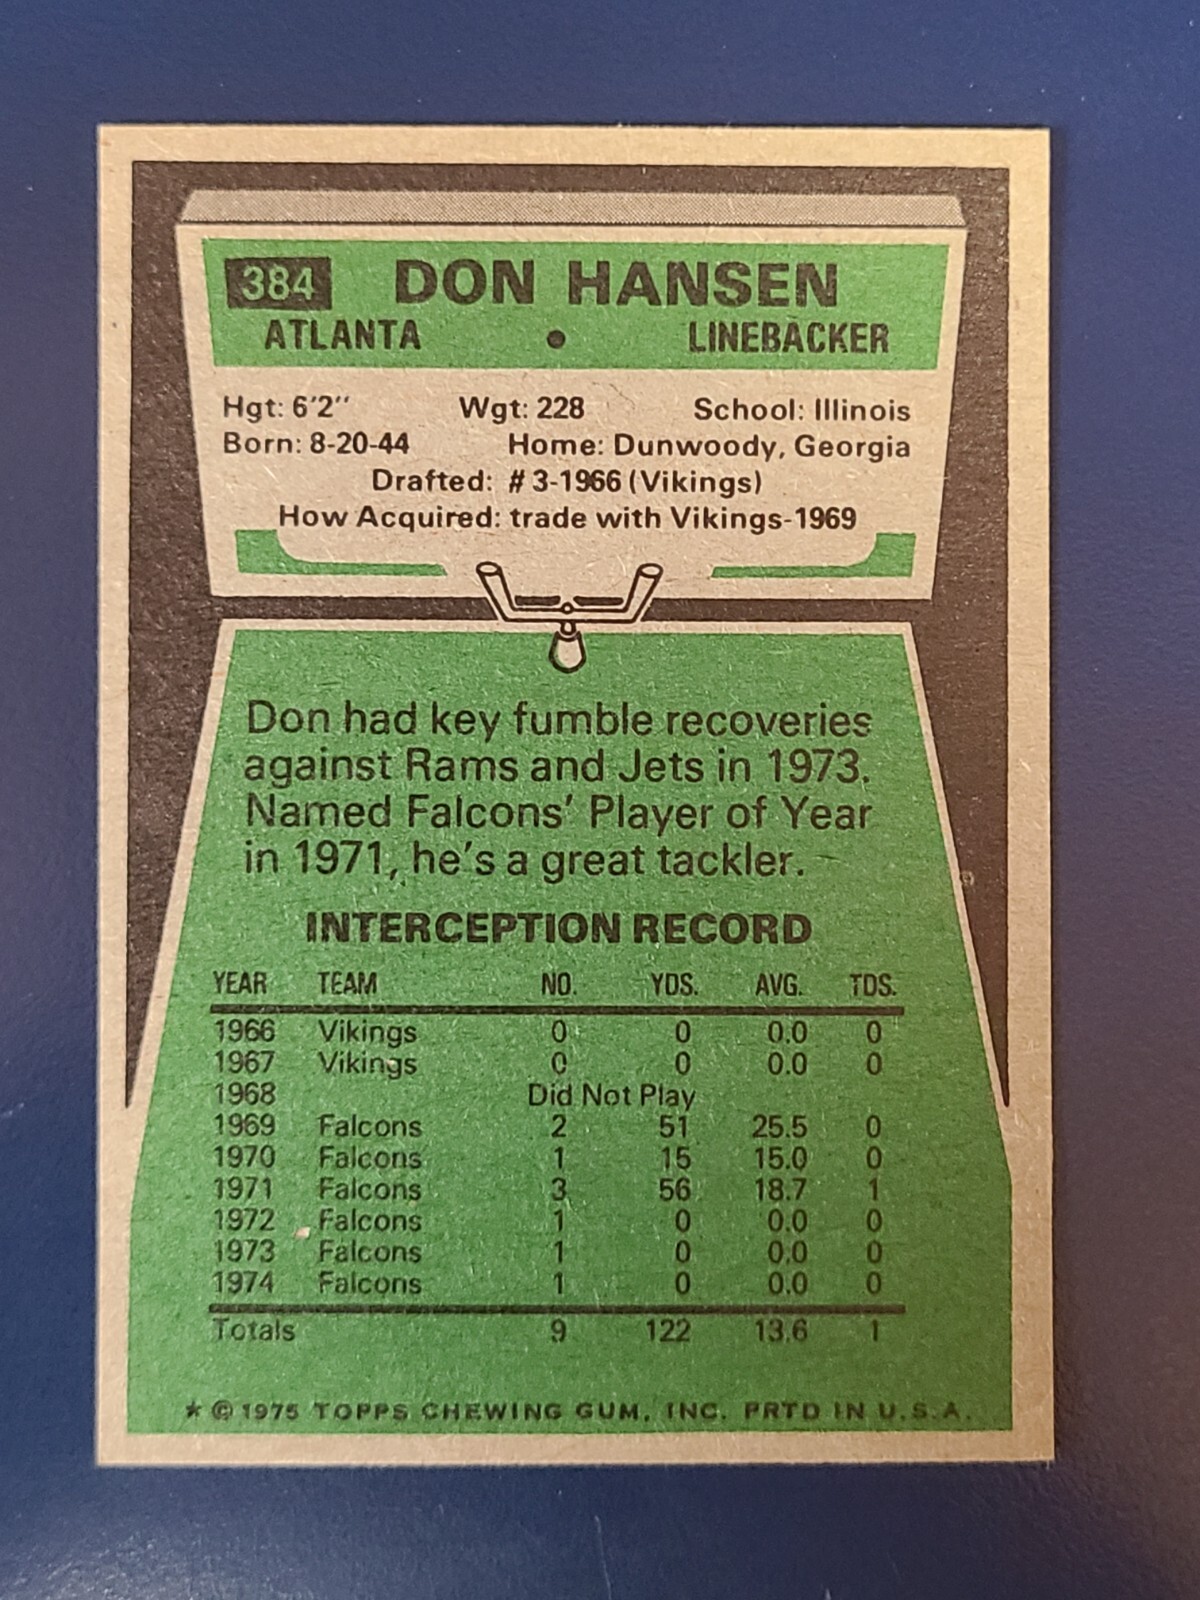 384 DON HANSEN
ATLANTA • LINEBACKER
Hgt: 6'2'' Wgt: 228 School: Illinois
Born: 8-20-44 Home: Dunwoody, Georgia
Drafted: # 3-1966 (Vikings)
How Acquired: trade with Vikings-1969
Don had key fumble recoveries
against Rams and Jets in 1973.
Named Falcons' Player of Year
in 1971, he's a great tackler.
INTERCEPTION RECORD
YEAR TEAM NO. YDS. AVG. TDS.
1966 Vikings 0 0 0.0 0
1967 Vikings 0 0 0.0 0
1968 Did Not Play
1969 Falcons 2 51 25.5 0
1970 Falcons 1 15 15.0 0
1971 Falcons 3 56 18.7 1
1972 Falcons 1 0 0.0 0
1973 Falcons 1 0 0.0 0
1974 Falcons 1 0 0.0 0
Totals 9 122 13.6 1
* © 1975 TOPPS CHEWING GUM, INC. PRTD IN U.S.A.